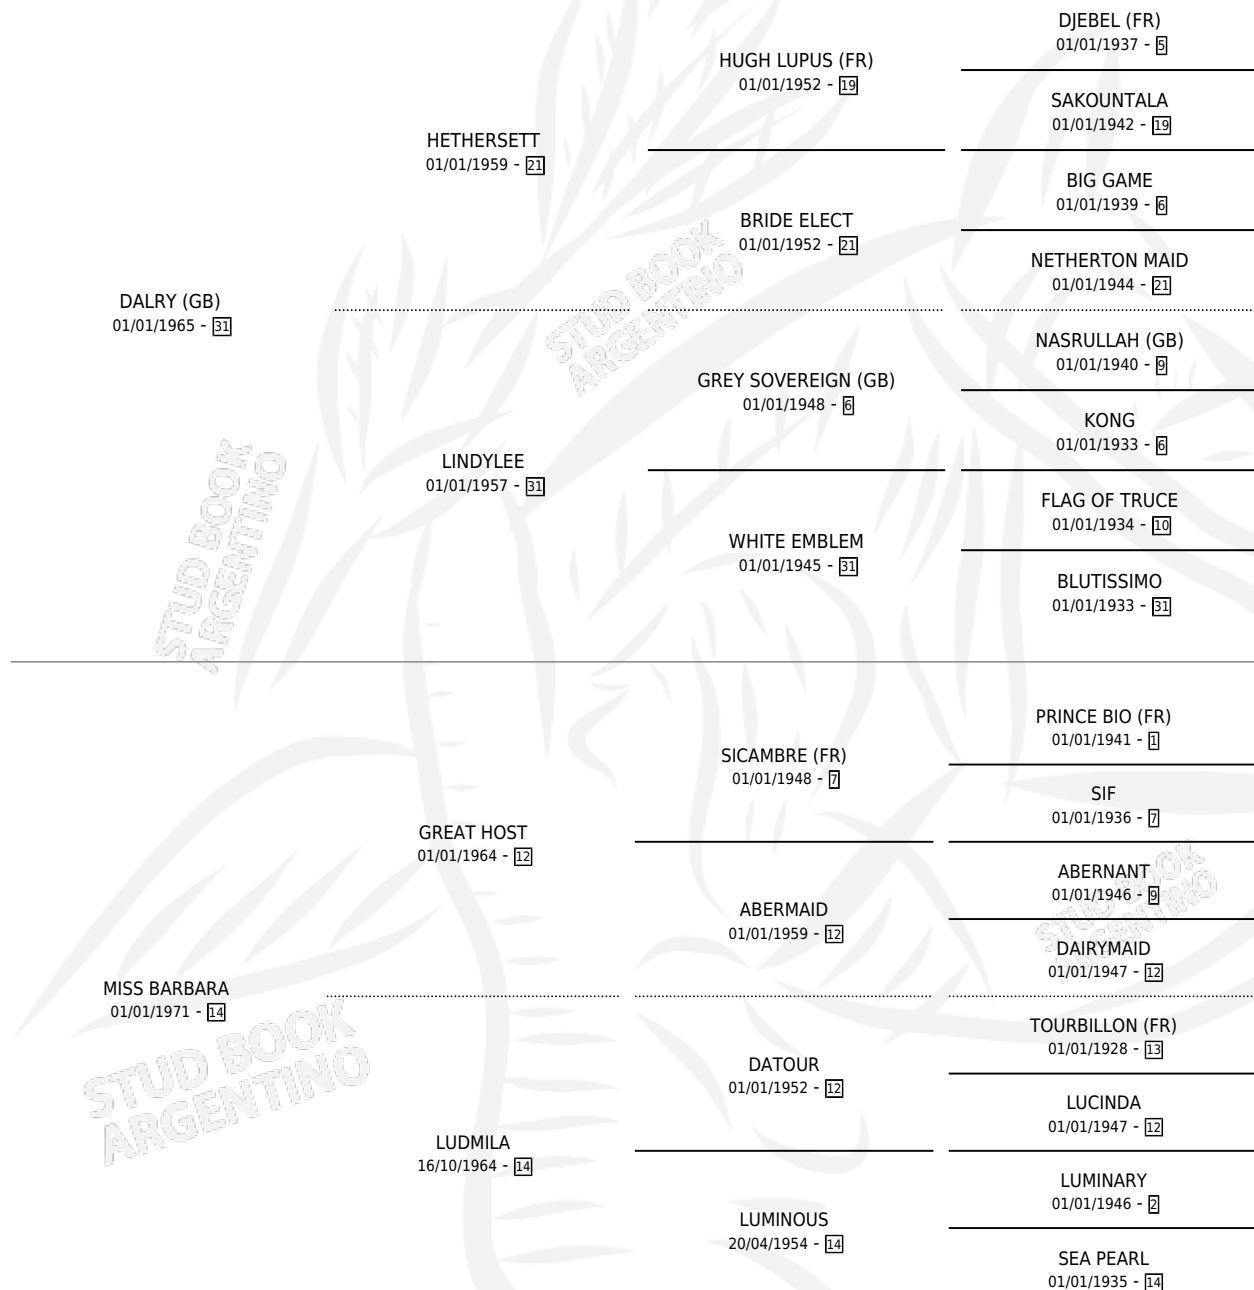 DJEBEL (FR)
01/01/1937 - 5
HUGH LUPUS (FR)
01/01/1952 - 19
SAKOUNTALA
01/01/1942 - 19
HETHERSETT
01/01/1959 - 21
BIG GAME
01/01/1939 - 6
BRIDE ELECT
01/01/1952 - 21
NETHERTON MAID
01/01/1944 - 21
DALRY (GB)
01/01/1965 - 31
STUD BOOK
ARGENTINO
NASRULLAH (GB)
01/01/1940 - 9
GREY SOVEREIGN (GB)
01/01/1948 - 6
KONG
01/01/1933 - 6
LINDYLEE
01/01/1957 - 31
FLAG OF TRUCE
01/01/1934 - 10
WHITE EMBLEM
01/01/1945 - 31
BLUTISSIMO
01/01/1933 - 31
STUD BOOK
ARGENTINO
PRINCE BIO (FR)
01/01/1941 - 1
SICAMBRE (FR)
01/01/1948 - 7
SIF
01/01/1936 - 7
GREAT HOST
01/01/1964 - 12
ABERNANT
01/01/1946 - 9
ABERMAID
01/01/1959 - 12
STUD BOOK
ARGENTINO
DAIRYMAID
01/01/1947 - 12
MISS BARBARA
01/01/1971 - 14
TOURBILLON (FR)
01/01/1928 - 13
DATOUR
01/01/1952 - 12
STUD BOOK
ARGENTINO
LUCINDA
01/01/1947 - 12
LUDMILA
16/10/1964 - 14
LUMINARY
01/01/1946 - 2
LUMINOUS
20/04/1954 - 14
SEA PEARL
01/01/1935 - 14